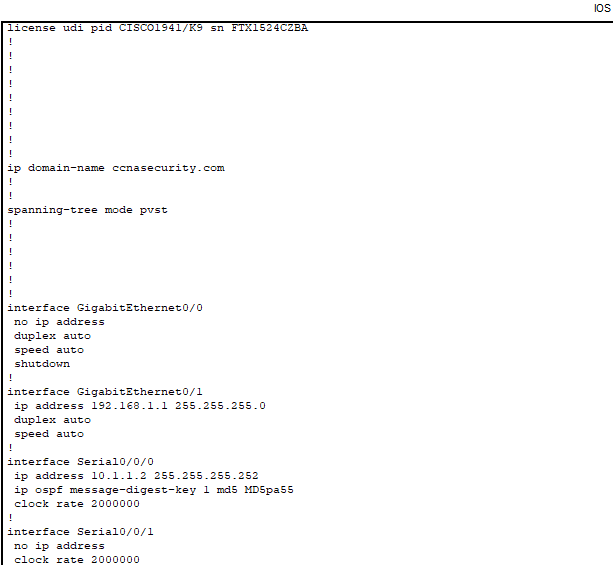 IOS
license udi pid CISCO1941/K9 sn FTX1524CZBA
!
!
!
!
!
!
!
!
!
ip domain-name ccnasecurity.com
!
!
spanning-tree mode pvst
!
!
!
!
!
!
interface GigabitEthernet0/0
 no ip address
 duplex auto
 speed auto
 shutdown
!
interface GigabitEthernet0/1
 ip address 192.168.1.1 255.255.255.0
 duplex auto
 speed auto
!
interface Serial0/0/0
 ip address 10.1.1.2 255.255.255.252
 ip ospf message-digest-key 1 md5 MD5pa55
 clock rate 2000000
!
interface Serial0/0/1
 no ip address
 clock rate 2000000